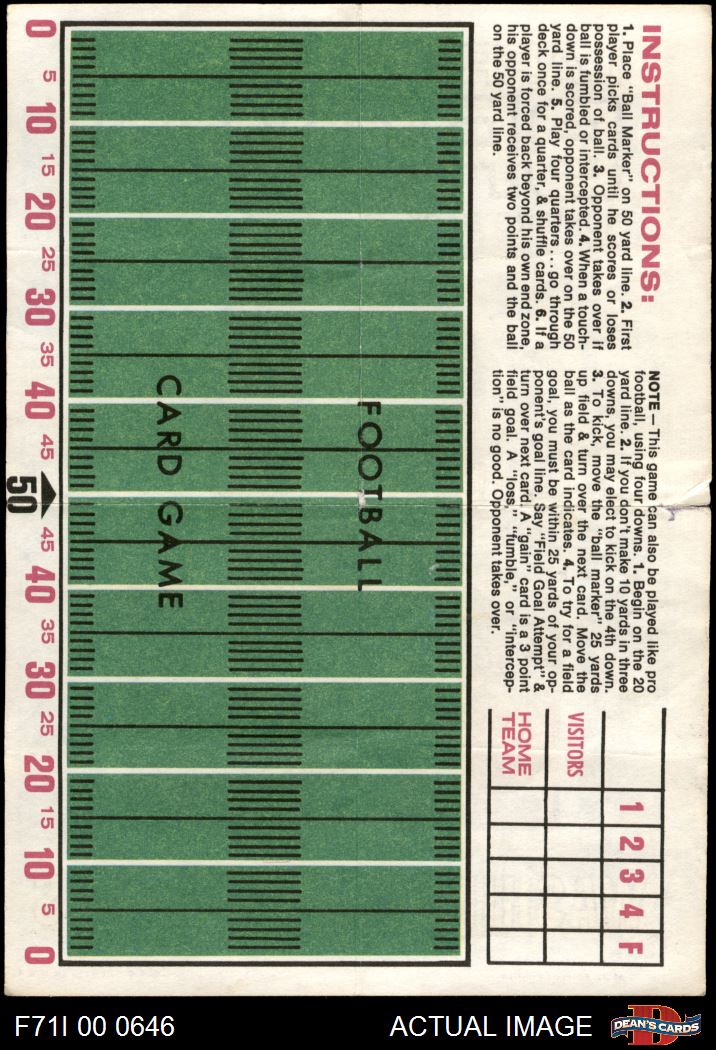 INSTRUCTIONS:
1. Place "Ball Marker" on 50 yard line. 2. First
player picks cards until he scores or loses
possession of ball. 3. Opponent takes over if
ball is fumbled or intercepted. 4. When a touch-
down is scored, opponent takes over on the 50
yard line. 5. Play four quarters...go through
deck once for a quarter, & shuffle cards. 6. If a
player is forced back beyond his own end zone,
his opponent receives two points and the ball
on the 50 yard line.
NOTE — This game can also be played like pro
football, using four downs. 1. Begin on the 20
yard line. 2. If you don't make 10 yards in three
downs, you may elect to kick on the 4th down.
3. To kick, move the "ball marker" 25 yards
up field & turn over the next card. Move the
ball as the card indicates. 4. To try for a field
goal, you must be within 25 yards of your op-
ponent's goal line. Say "Field Goal Attempt" &
turn over next card. A "gain" card is a 3 point
field goal. A "loss," "fumble," or "intercep-
tion" is no good. Opponent takes over.
1 2 3 4 F
VISITORS
HOME
TEAM
FOOTBALL
CARD GAME
0 5 10 15 20 25 30 35 40 45 50 45 40 35 30 25 20 15 10 5 0
F71I 00 0646
ACTUAL IMAGE
D
DEAN'S CARDS